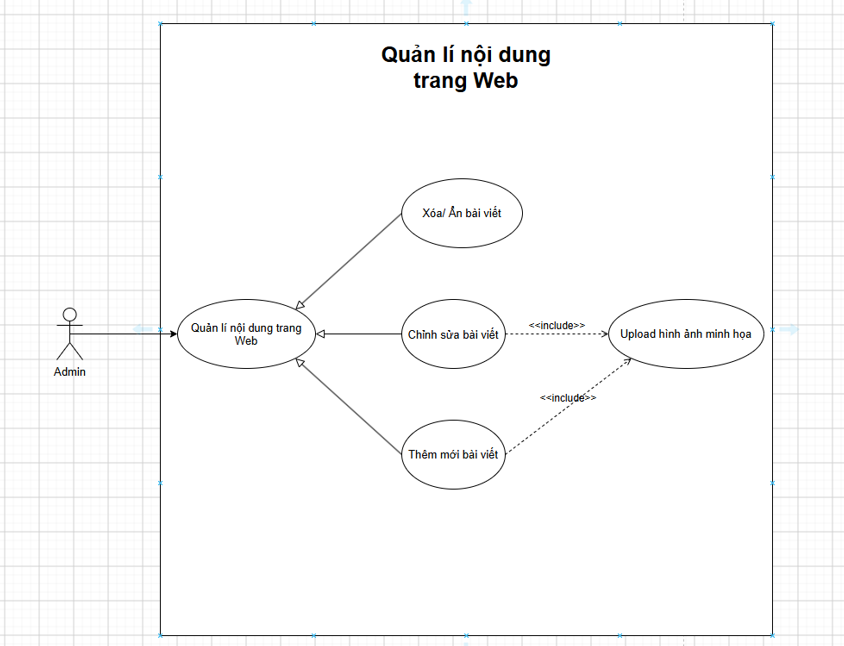 Quản lí nội dung
trang Web
Xóa/ Ẩn bài viết
Quản lí nội dung trang
Web
Chỉnh sửa bài viết
<<include>>
Upload hình ảnh minh họa
<<include>>
Admin
Thêm mới bài viết